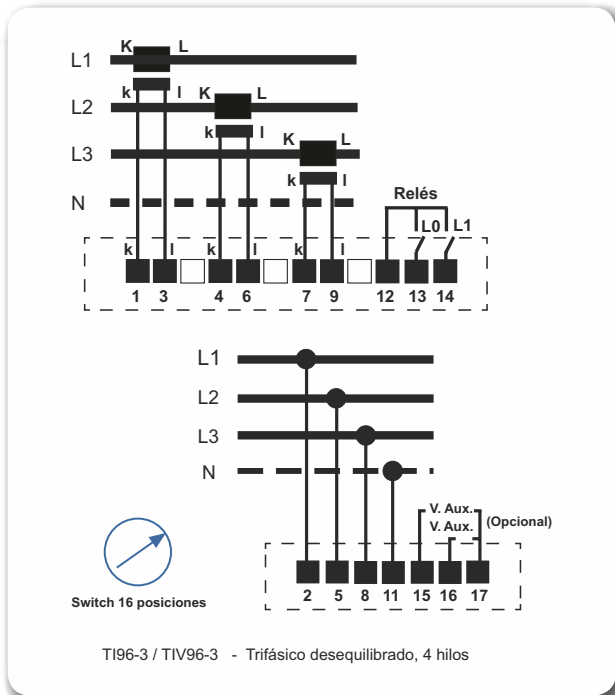 K L
L1
k l
K L
L2
k l
K L
L3
k l
N
Relés
L0 L1
k l k l k l
1 3 4 6 7 9 12 13 14
L1
L2
L3
N
V. Aux.
V. Aux. (Opcional)
2 5 8 11 15 16 17
Switch 16 posiciones
TI96-3 / TIV96-3 - Trifásico desequilibrado, 4 hilos